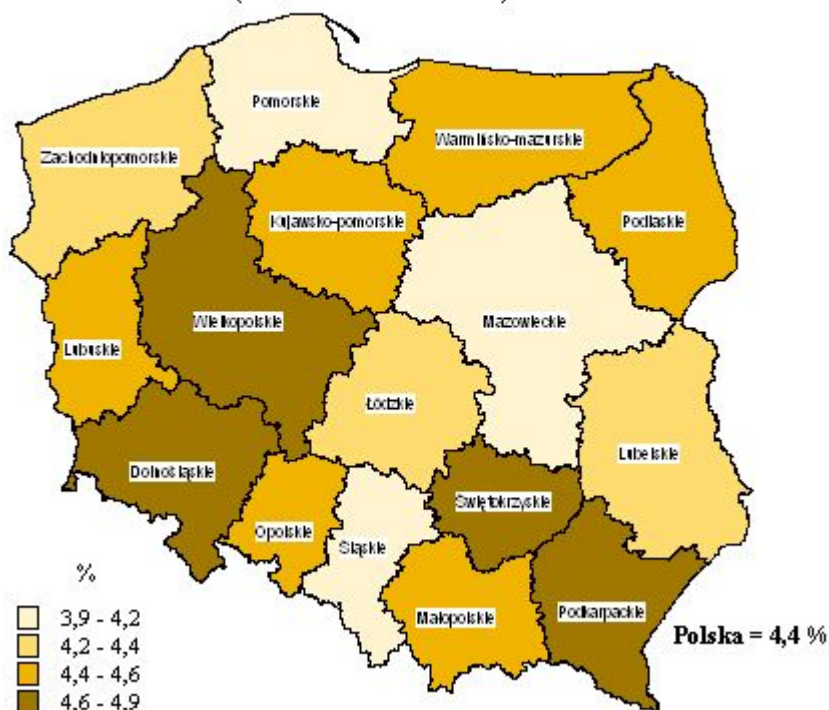 Pomorskie
Warmińsko-mazurskie
Zachodniopomorskie
Kujawsko-pomorskie
Podlaskie
Wielkopolskie
Mazowieckie
Lubuskie
Łódzkie
Lubelskie
Dolnośląskie
Świętokrzyskie
Opolskie
Śląskie
Małopolskie
Podkarpackie
Polska = 4,4 %
%
3,9 - 4,2
4,2 - 4,4
4,4 - 4,6
4,6 - 4,9